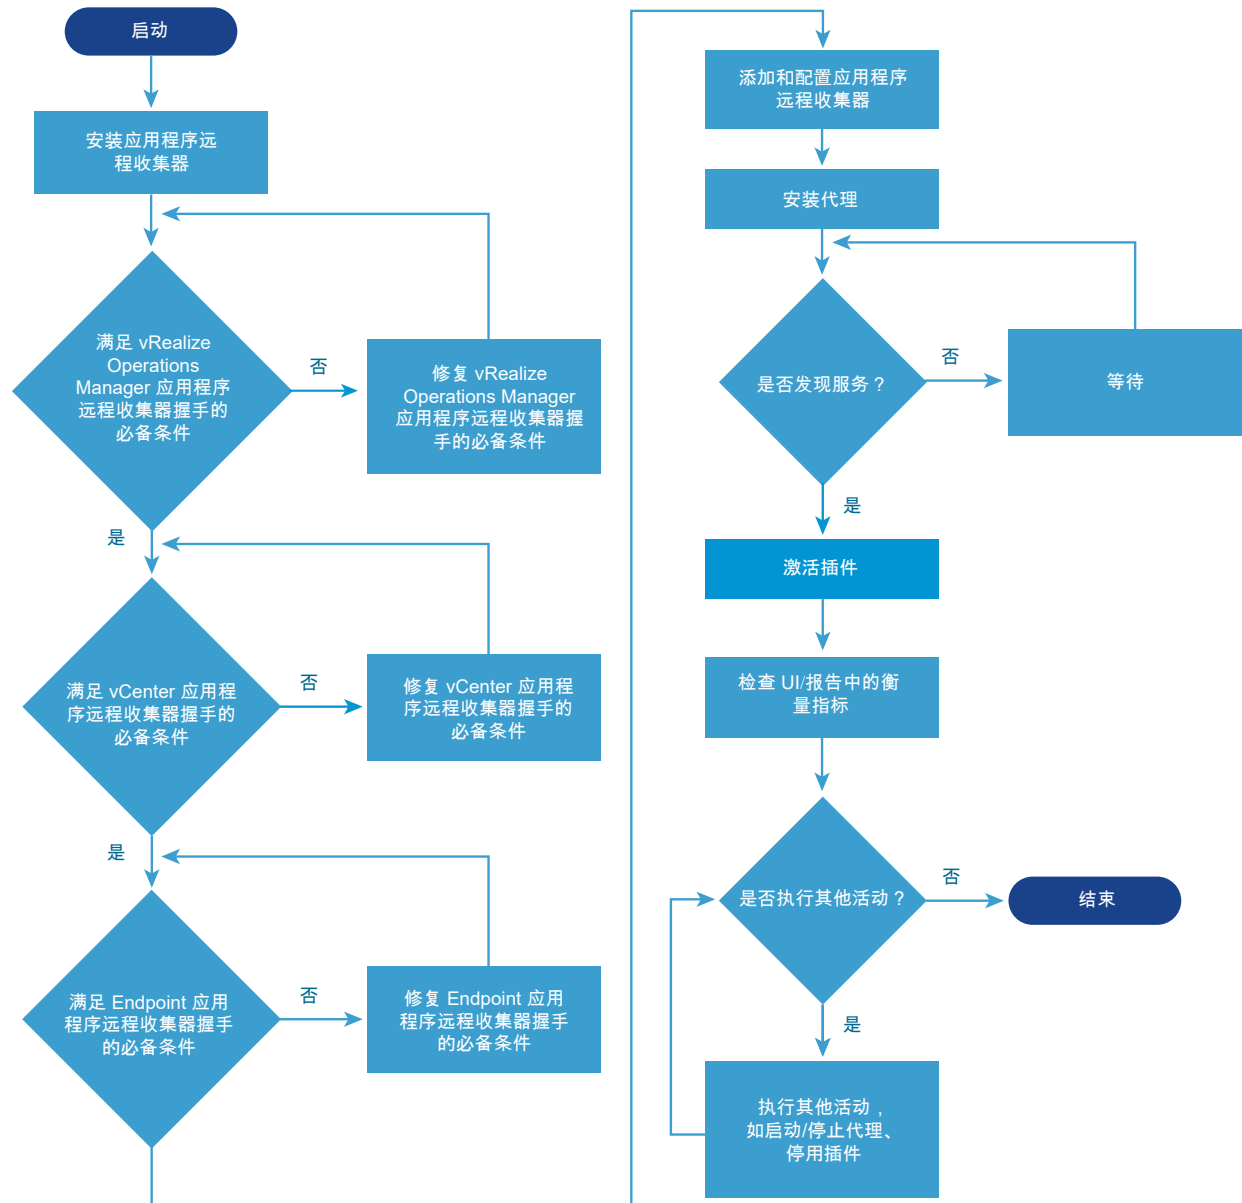 启动
安装应用程序远
程收集器
满足 vRealize
Operations
Manager 应用程序
远程收集器握手的
必备条件
否
修复 vRealize
Operations Manager
应用程序远程收集器握
手的必备条件
是
满足 vCenter 应用程
序远程收集器握手的
必备条件
否
修复 vCenter 应用程
序远程收集器握手的
必备条件
是
满足 Endpoint 应用
程序远程收集器握手
的必备条件
否
修复 Endpoint 应用
程序远程收集器握手
的必备条件
添加和配置应用程序
远程收集器
安装代理
是否发现服务？
否
等待
是
激活插件
检查 UI/报告中的衡
量指标
是否执行其他活动？
否
结束
是
执行其他活动，
如启动/停止代理、
停用插件